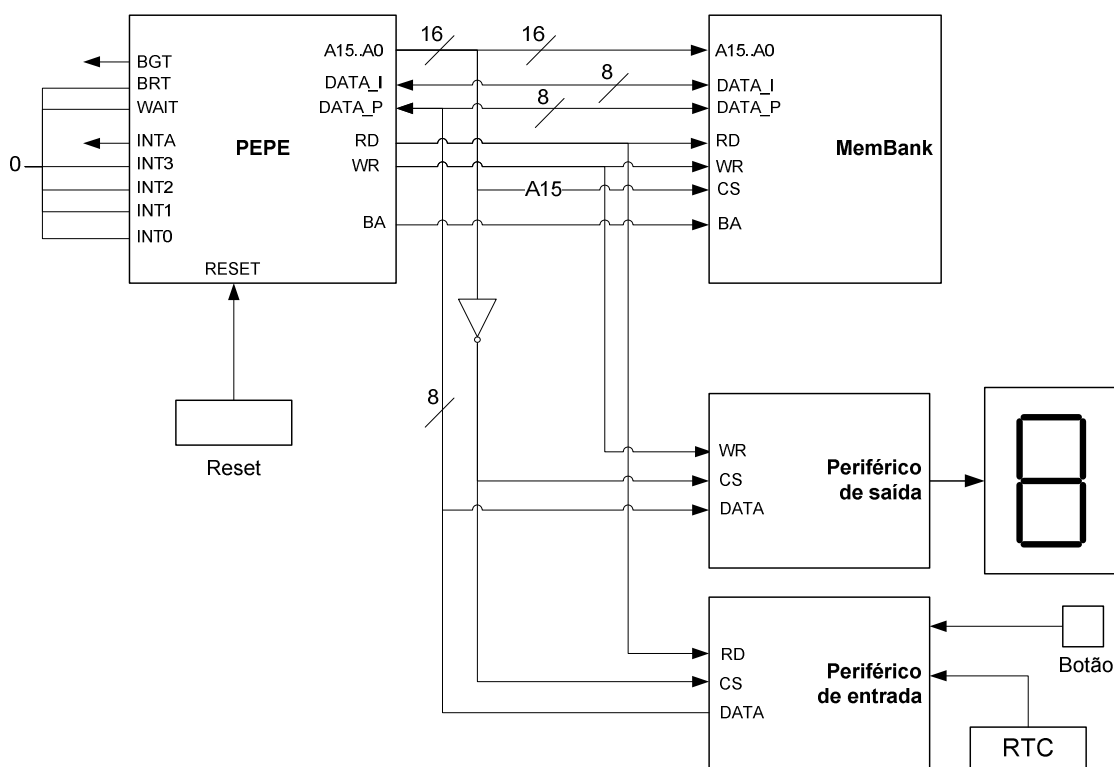 BGT
BRT
WAIT
INTA
INT3
INT2
INT1
INT0
0
PEPE
A15..A0
DATA_I
DATA_P
RD
WR
BA
RESET
Reset
16
16
8
8
A15
8
A15..A0
DATA_I
DATA_P
RD
WR
CS
BA
MemBank
WR
CS
DATA
Periférico
de saída
RD
CS
DATA
Periférico
de entrada
Botão
RTC